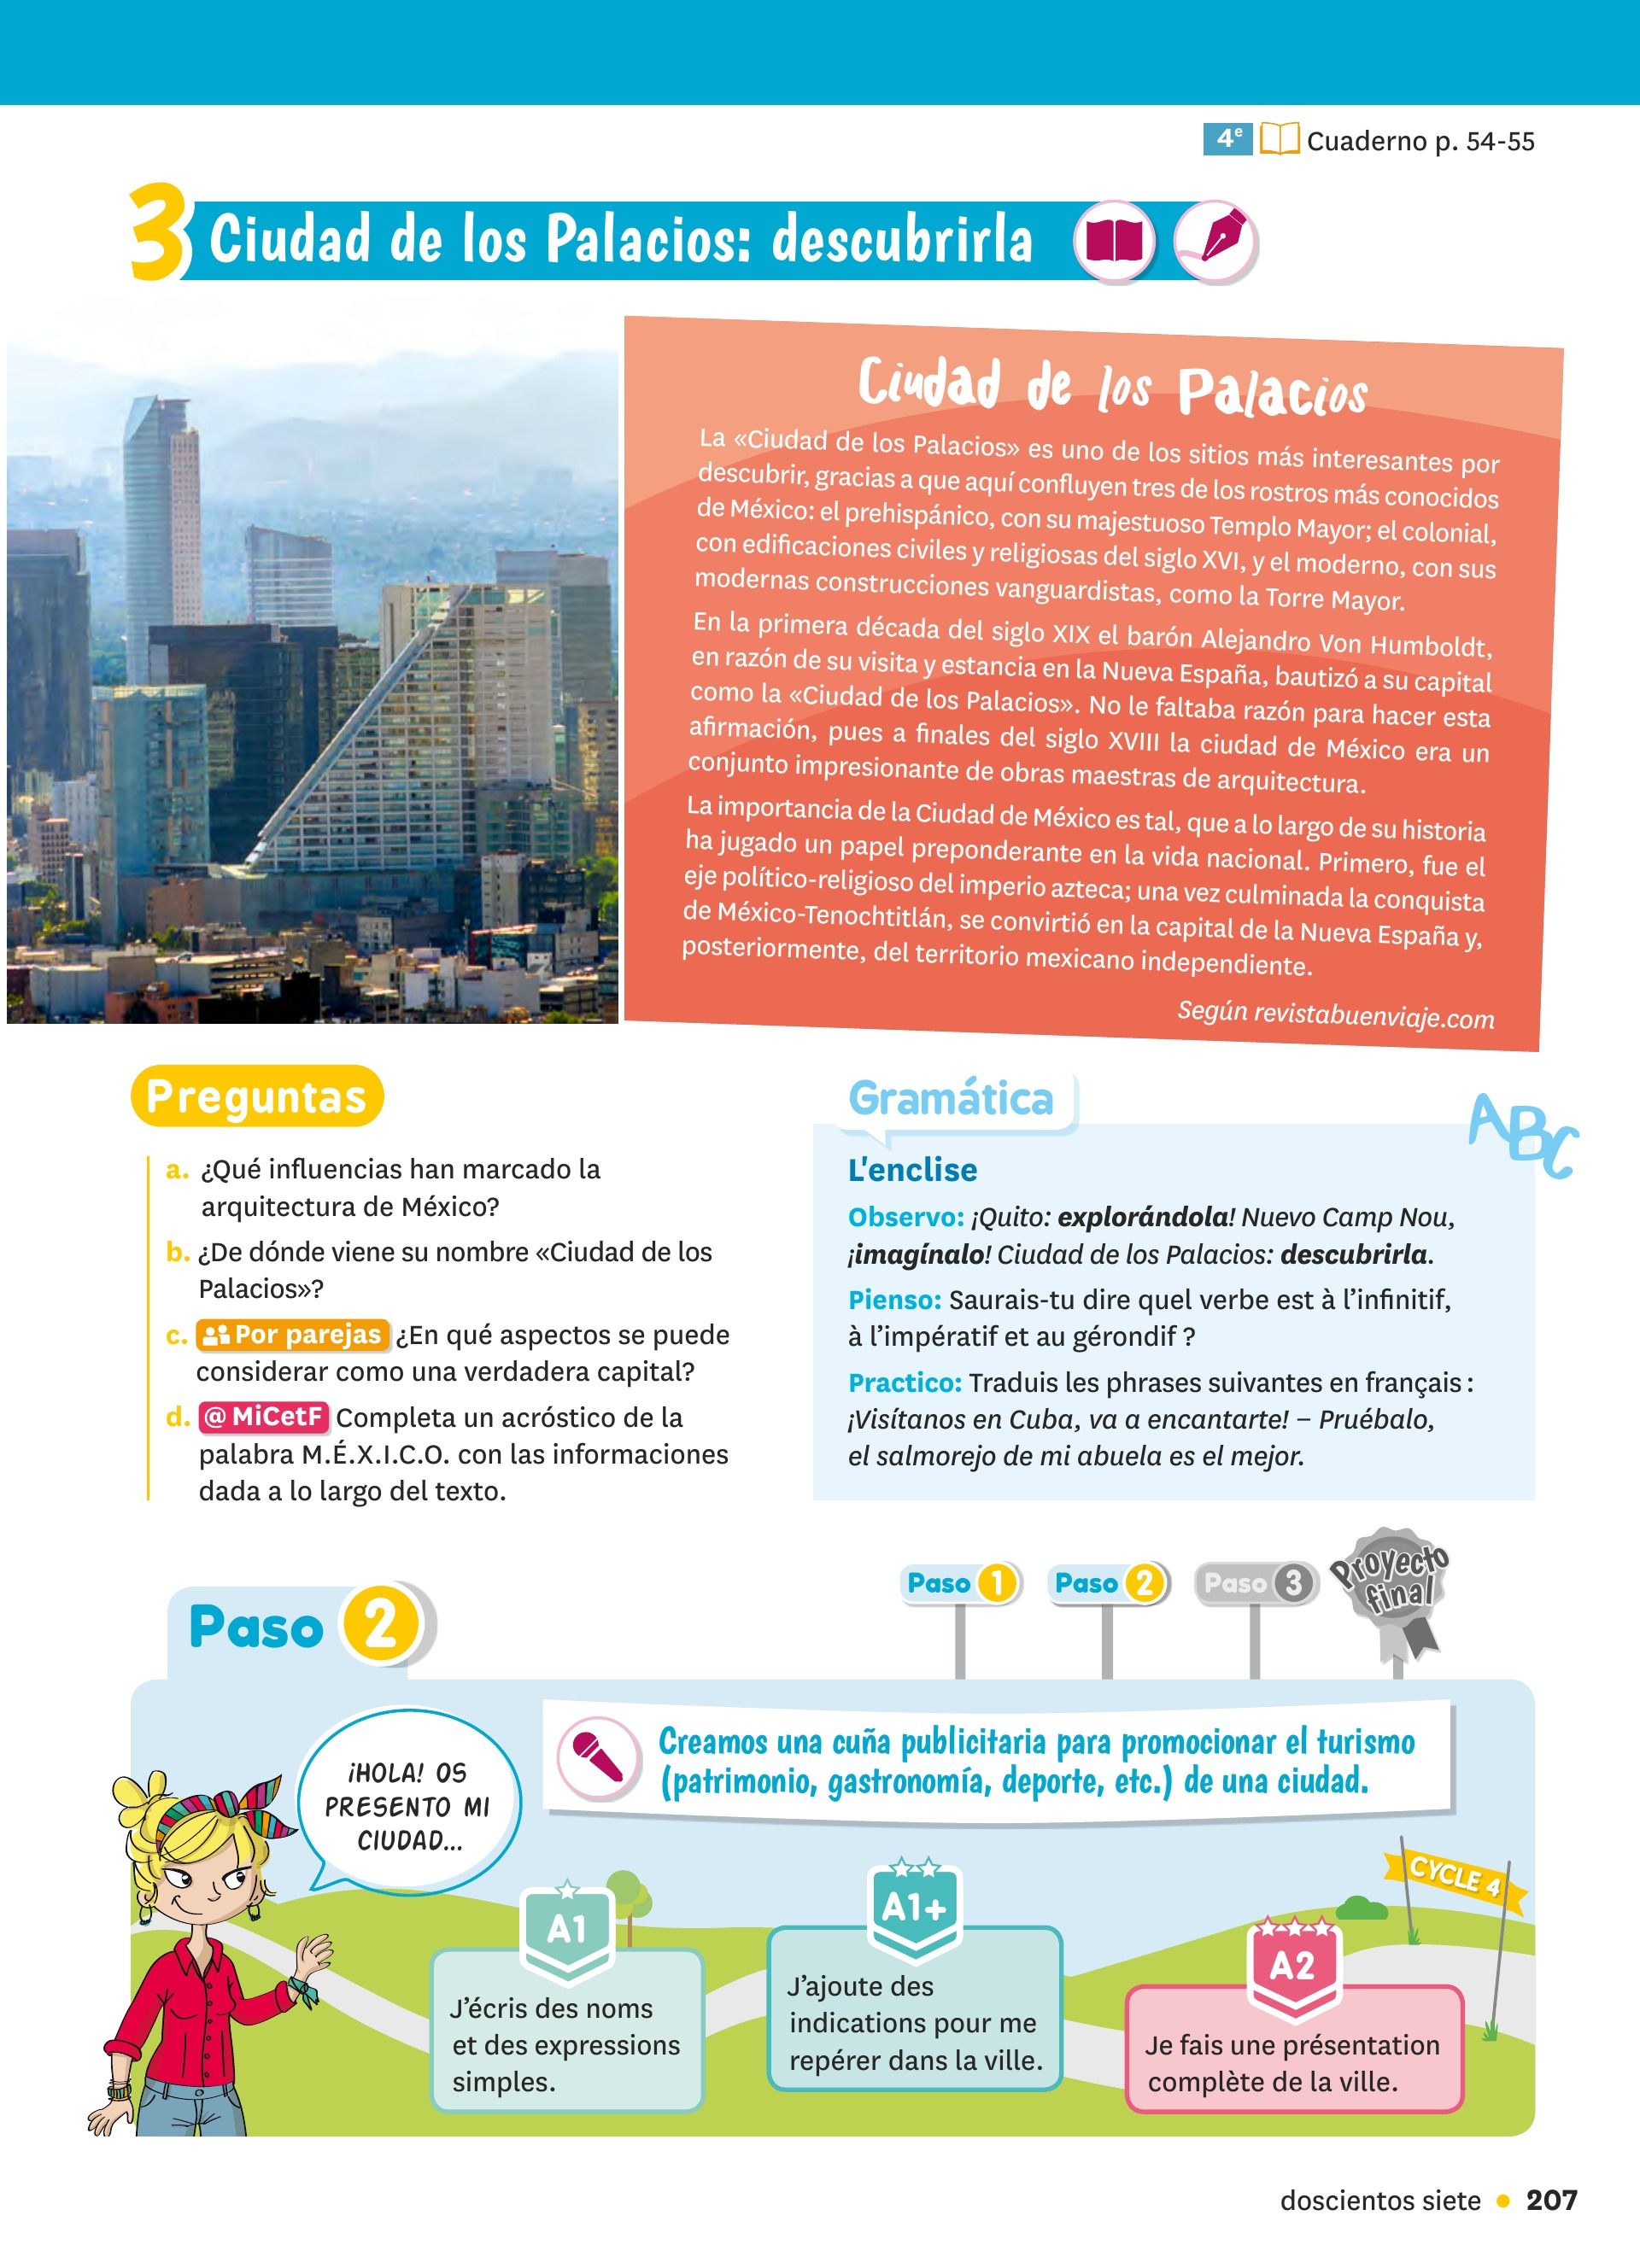 4e Cuaderno p. 54-55
3 Ciudad de los Palacios: descubrirla
Ciudad de los Palacios
La «Ciudad de los Palacios» es uno de los sitios más interesantes por
descubrir, gracias a que aquí confluyen tres de los rostros más conocidos
de México: el prehispánico, con su majestuoso Templo Mayor; el colonial,
con edificaciones civiles y religiosas del siglo XVI, y el moderno, con sus
modernas construcciones vanguardistas, como la Torre Mayor.
En la primera década del siglo XIX el barón Alejandro Von Humboldt,
en razón de su visita y estancia en la Nueva España, bautizó a su capital
como la «Ciudad de los Palacios». No le faltaba razón para hacer esta
afirmación, pues a finales del siglo XVIII la ciudad de México era un
conjunto impresionante de obras maestras de arquitectura.
La importancia de la Ciudad de México es tal, que a lo largo de su historia
ha jugado un papel preponderante en la vida nacional. Primero, fue el
eje político-religioso del imperio azteca; una vez culminada la conquista
de México-Tenochtitlán, se convirtió en la capital de la Nueva España y,
posteriormente, del territorio mexicano independiente.
Según revistabuenviaje.com
Preguntas
a. ¿Qué influencias han marcado la
arquitectura de México?
b. ¿De dónde viene su nombre «Ciudad de los
Palacios»?
c. Por parejas ¿En qué aspectos se puede
considerar como una verdadera capital?
d. @ MiCetF Completa un acróstico de la
palabra M.É.X.I.C.O. con las informaciones
dada a lo largo del texto.
Gramática
ABC
L'enclise
Observo: ¡Quito: explorándola! Nuevo Camp Nou,
¡imagínalo! Ciudad de los Palacios: descubrirla.
Pienso: Saurais-tu dire quel verbe est à l'infinitif,
à l'impératif et au gérondif ?
Practico: Traduis les phrases suivantes en français :
¡Visítanos en Cuba, va a encantarte! – Pruébalo,
el salmorejo de mi abuela es el mejor.
Paso 1
Paso 2
Paso 3
Proyecto
final
Paso 2
¡HOLA! OS
PRESENTO MI
CIUDAD...
Creamos una cuña publicitaria para promocionar el turismo
(patrimonio, gastronomía, deporte, etc.) de una ciudad.
CYCLE 4
A1
J'écris des noms
et des expressions
simples.
A1+
J'ajoute des
indications pour me
repérer dans la ville.
A2
Je fais une présentation
complète de la ville.
doscientos siete • 207